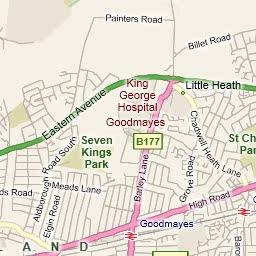 Painters Road
Billet Road
King
George
Hospital
Goodmayes
Little Heath
Eastern Avenue
B177
Chadwell Heath Lane
Seven
Kings
Park
St Ch
Par
Aldborough Road South
Barley Lane
Grove Road
Meads Lane
ds Road
High Road
Elgin Road
Goodmayes
A N D
Baro